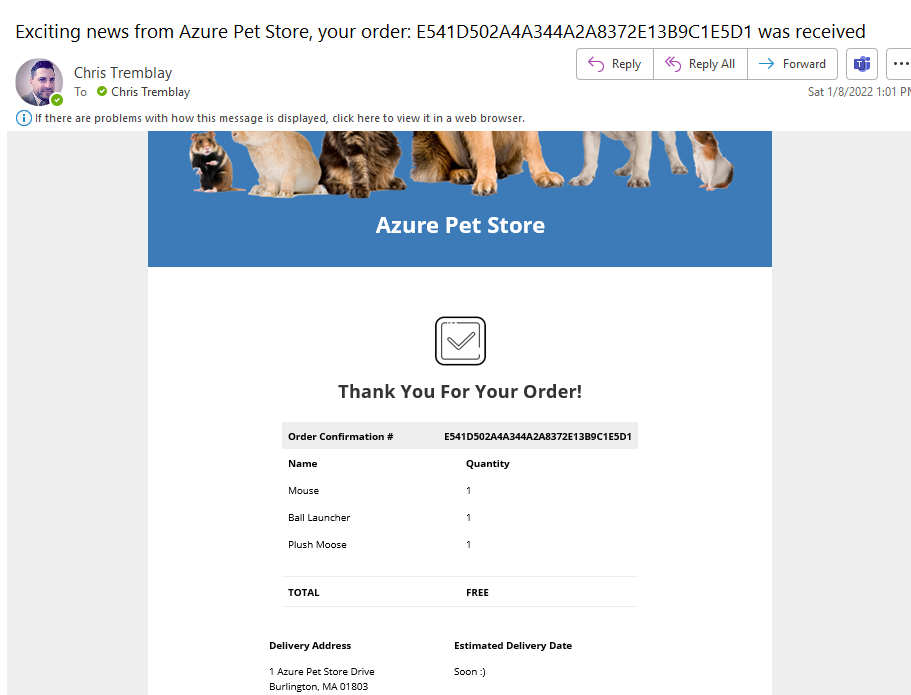 Exciting news from Azure Pet Store, your order: E541D502A4A344A2A8372E13B9C1E5D1 was received
Chris Tremblay
Reply
Reply All
Forward
To Chris Tremblay
Sat 1/8/2022 1:01 PM
If there are problems with how this message is displayed, click here to view it in a web browser.
Azure Pet Store
Thank You For Your Order!
Order Confirmation # E541D502A4A344A2A8372E13B9C1E5D1
Name Quantity
Mouse 1
Ball Launcher 1
Plush Moose 1
TOTAL FREE
Delivery Address Estimated Delivery Date
1 Azure Pet Store Drive Soon :)
Burlington, MA 01803